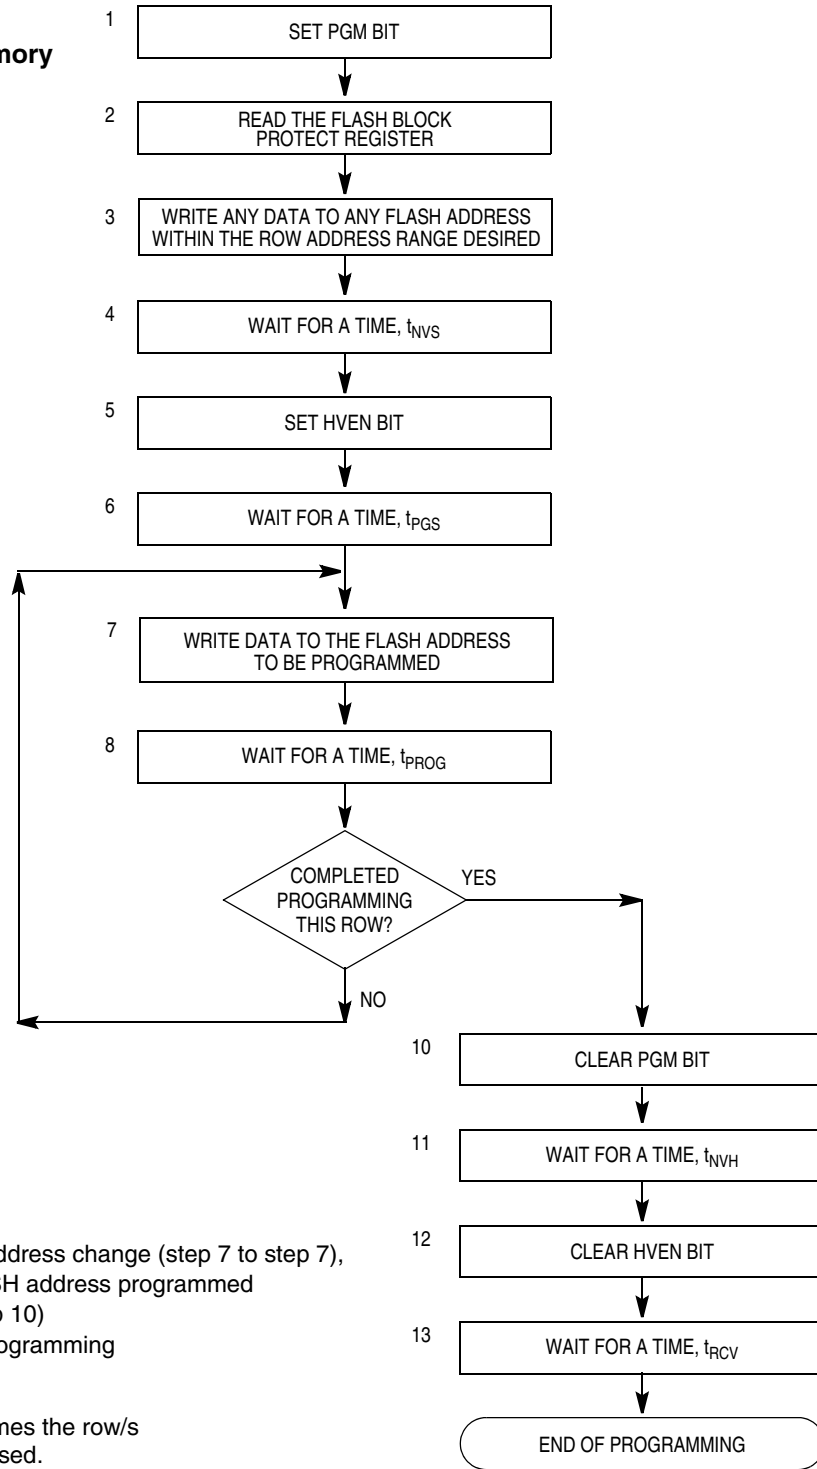 1
SET PGM BIT
mory
2
READ THE FLASH BLOCK
PROTECT REGISTER
3
WRITE ANY DATA TO ANY FLASH ADDRESS
WITHIN THE ROW ADDRESS RANGE DESIRED
4
WAIT FOR A TIME, tNVS
5
SET HVEN BIT
6
WAIT FOR A TIME, tPGS
7
WRITE DATA TO THE FLASH ADDRESS
TO BE PROGRAMMED
8
WAIT FOR A TIME, tPROG
COMPLETED
PROGRAMMING
THIS ROW?
YES
NO
10
CLEAR PGM BIT
11
WAIT FOR A TIME, tNVH
12
CLEAR HVEN BIT
13
WAIT FOR A TIME, tRCV
END OF PROGRAMMING
ddress change (step 7 to step 7),
SH address programmed
o 10)
ogramming
mes the row/s
sed.